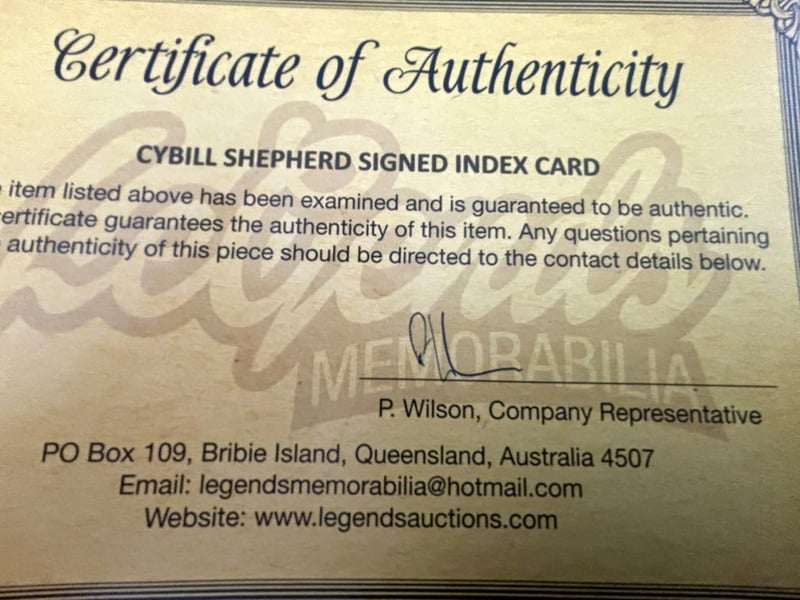 Certificate of Authenticity
CYBILL SHEPHERD SIGNED INDEX CARD
item listed above has been examined and is guaranteed to be authentic.
ertificate guarantees the authenticity of this item. Any questions pertaining
authenticity of this piece should be directed to the contact details below.
Legends
MEMORABILIA
P. Wilson, Company Representative
PO Box 109, Bribie Island, Queensland, Australia 4507
Email: legendsmemorabilia@hotmail.com
Website: www.legendsauctions.com